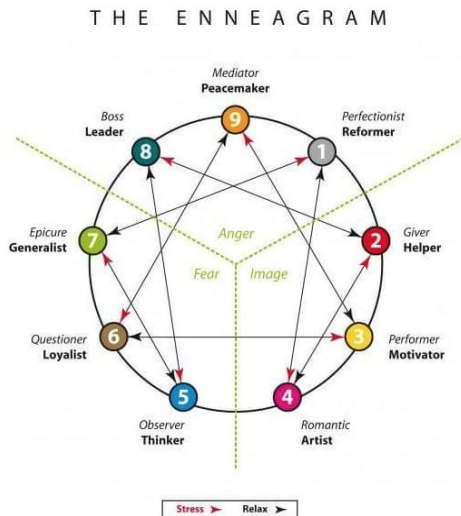 THE ENNEAGRAM
Mediator
Peacemaker
9
Boss
Leader
8
Perfectionist
Reformer
1
Epicure
Generalist
7
Anger
Giver
Helper
2
Fear
Image
Questioner
Loyalist
6
Performer
Motivator
3
5
Observer
Thinker
4
Romantic
Artist
Stress Relax